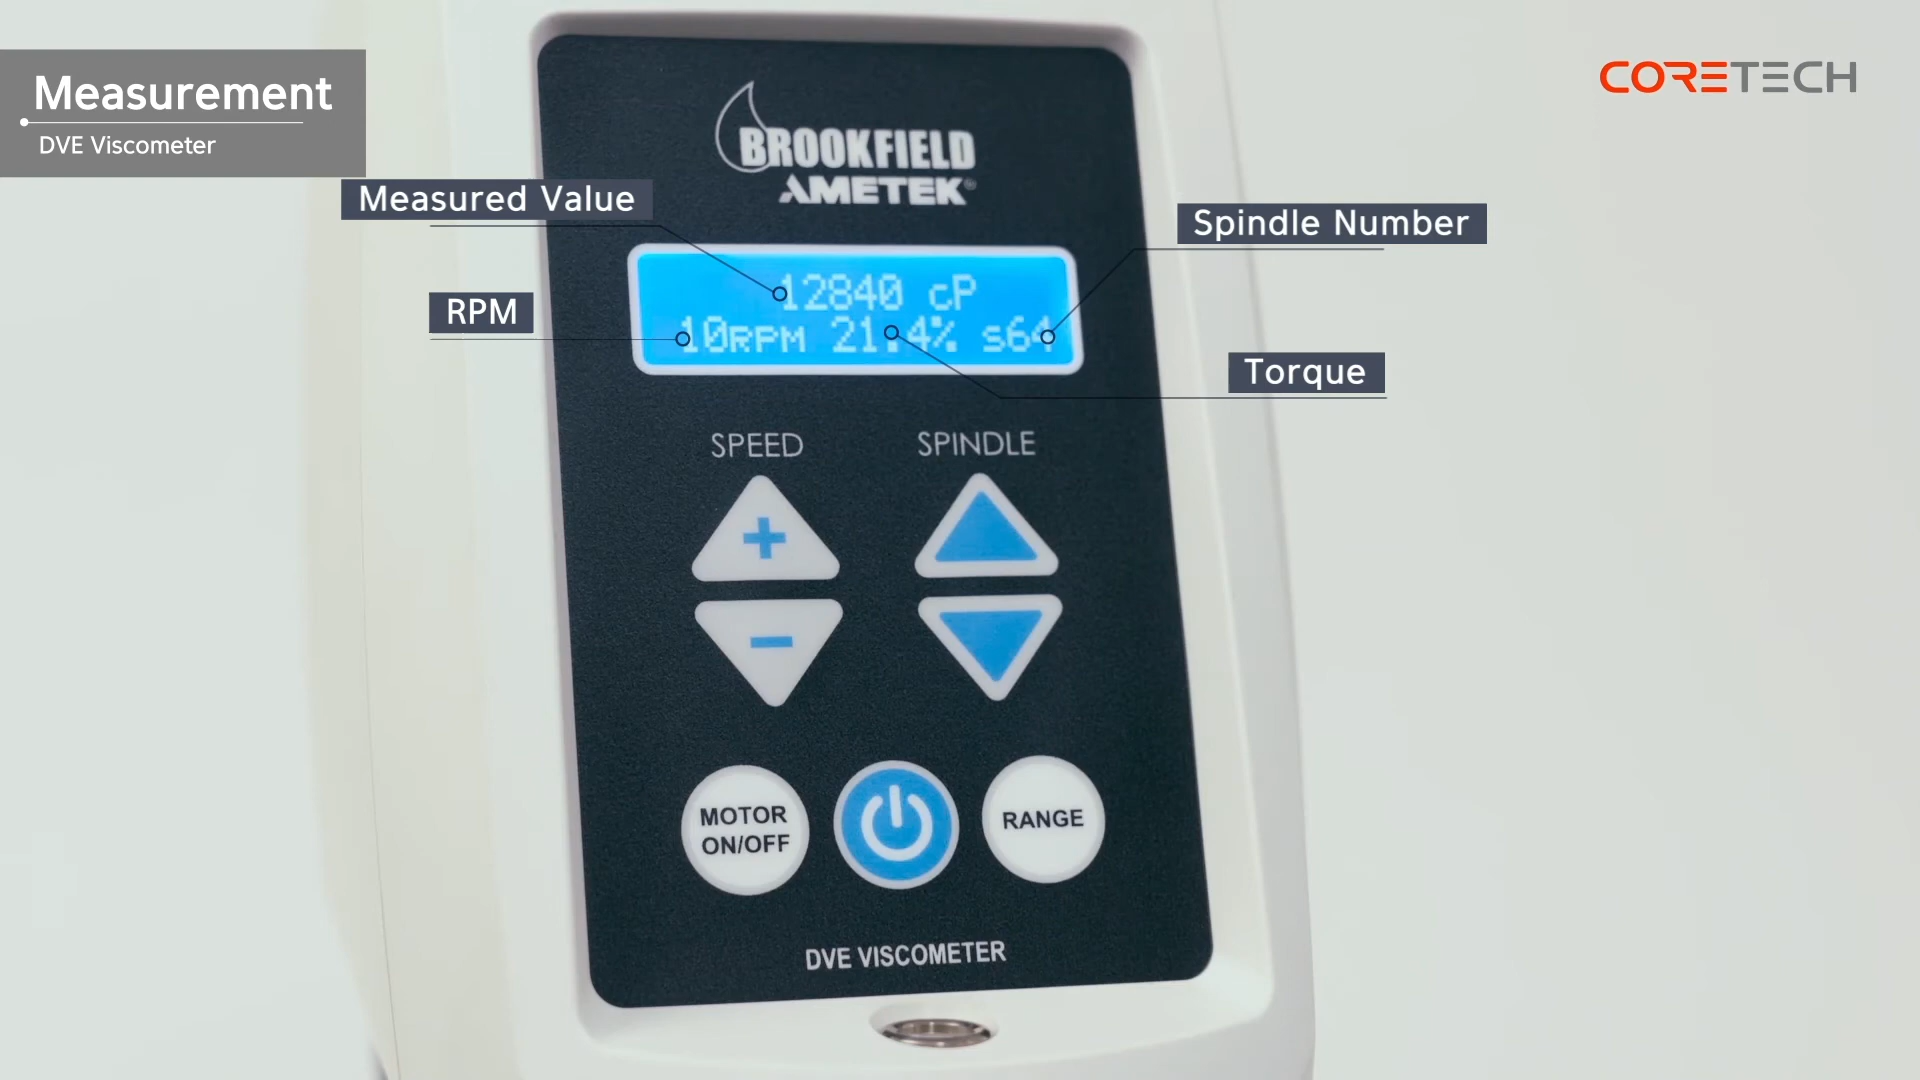 Measurement
DVE Viscometer
CORETECH
BROOKFIELD
AMETEK®
Measured Value
Spindle Number
RPM
12840 cP
10RPM 21.4% s64
Torque
SPEED
SPINDLE
+
−
MOTOR
ON/OFF
RANGE
DVE VISCOMETER